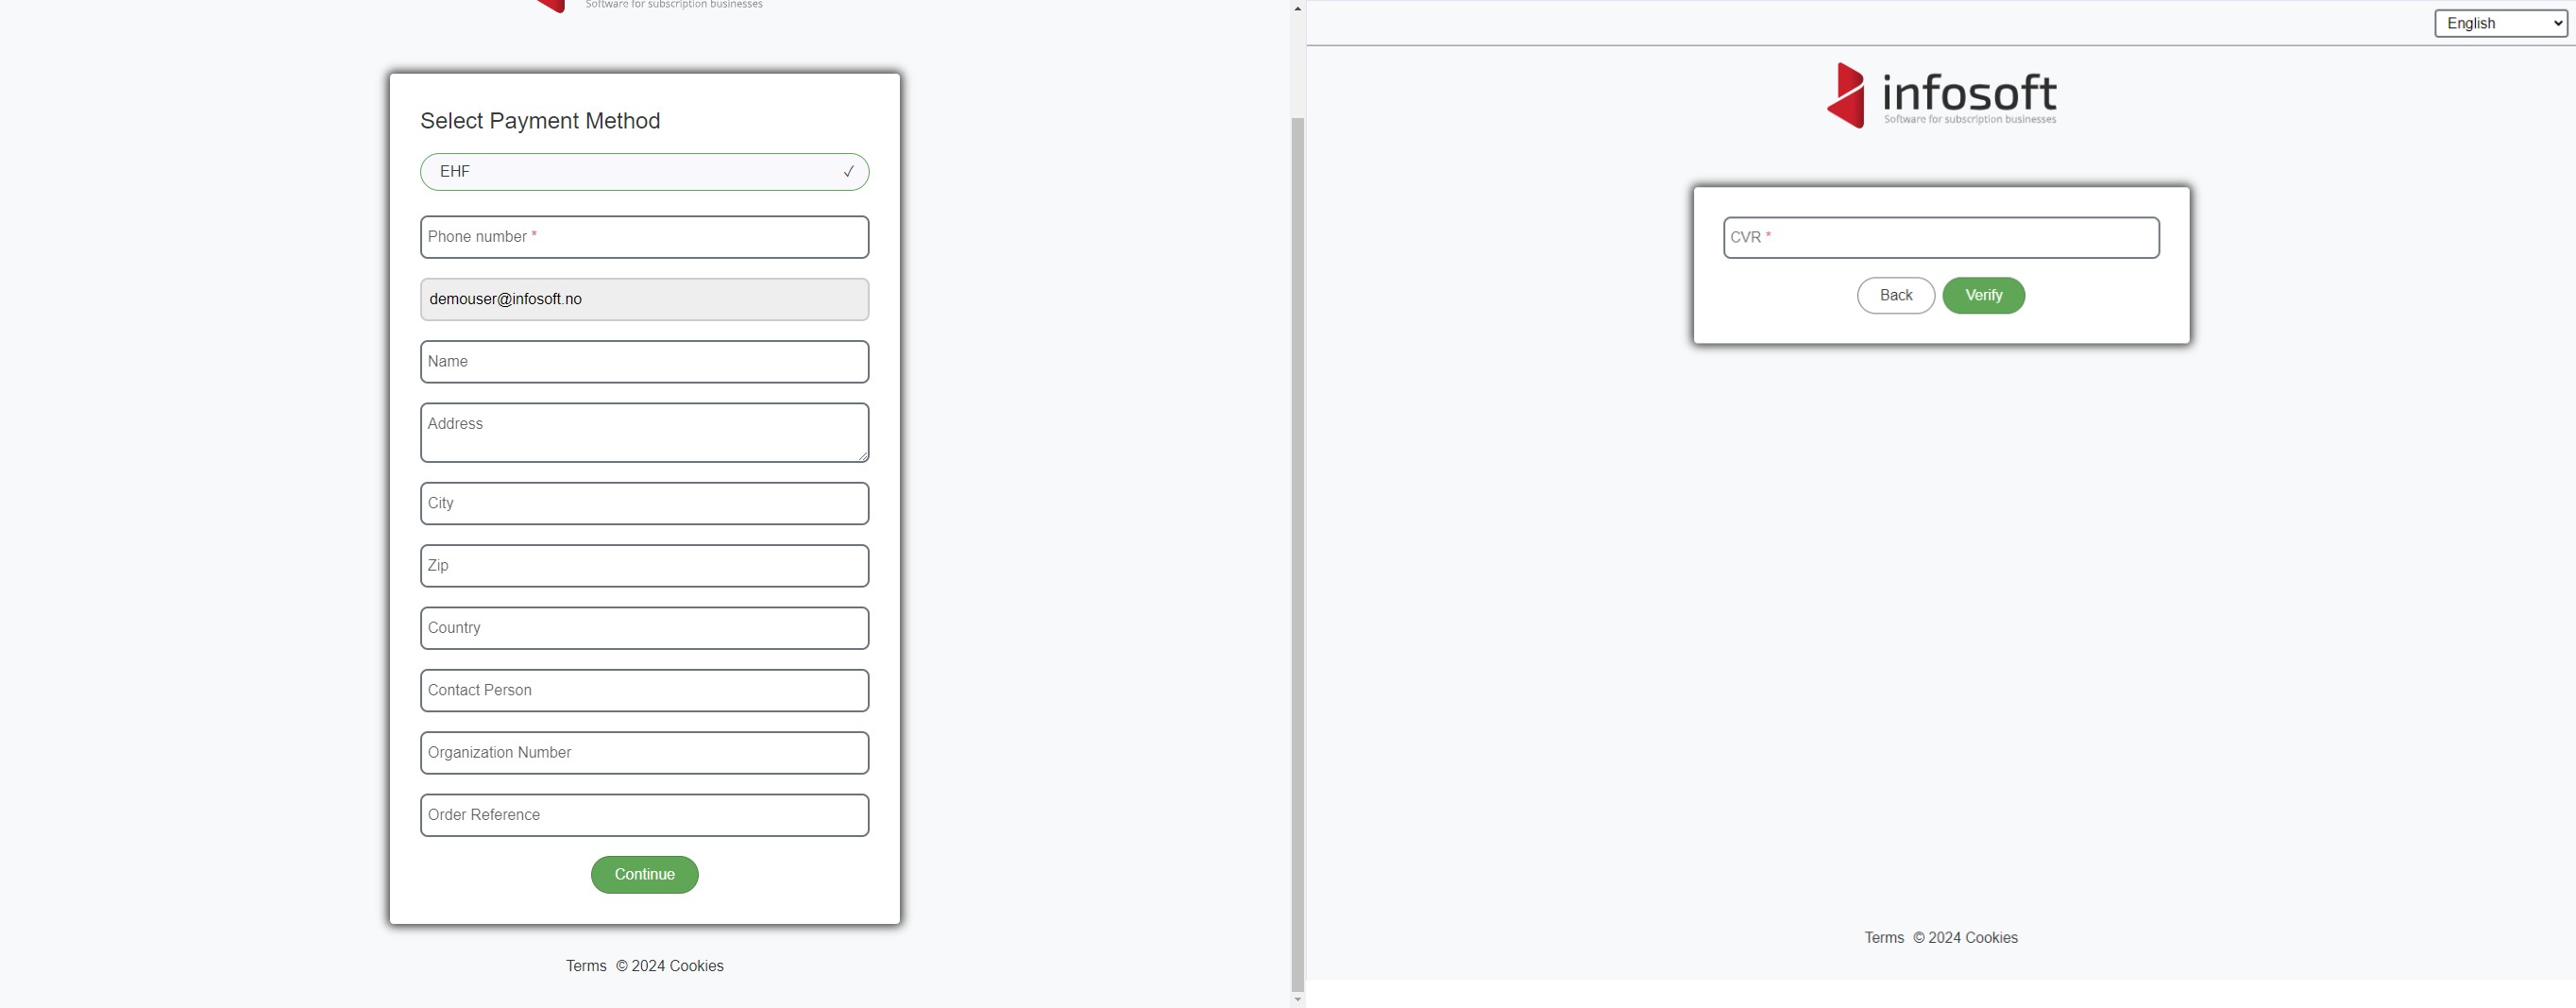 Software for subscription businesses
Select Payment Method
EHF
Phone number *
demouser@infosoft.no
Name
Address
City
Zip
Country
Contact Person
Organization Number
Order Reference
Continue
Terms © 2024 Cookies
English
infosoft
Software for subscription businesses
CVR *
Back Verify
Terms © 2024 Cookies